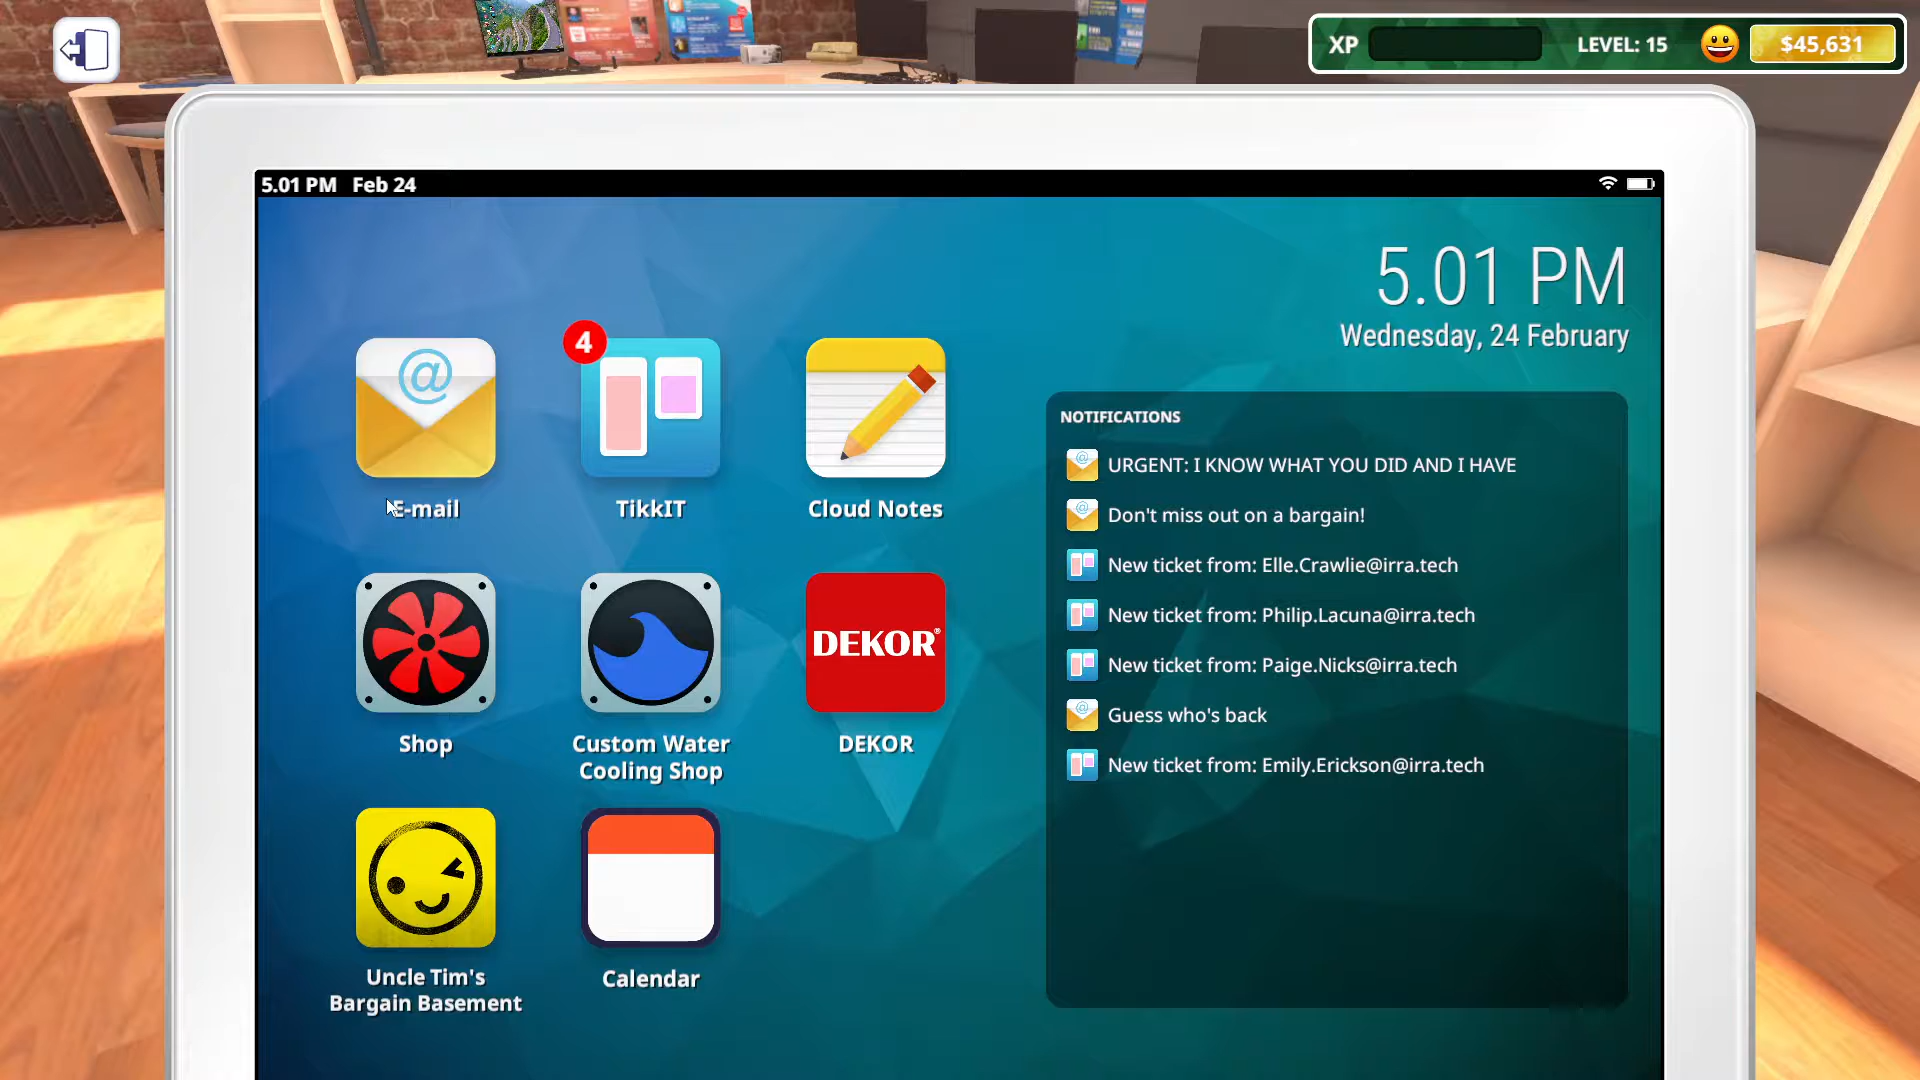 XP
LEVEL: 15
$45,631
5.01 PM Feb 24
5.01 PM
Wednesday, 24 February
4
E-mail
TikkIT
Cloud Notes
Shop
Custom Water
Cooling Shop
DEKOR®
DEKOR
Uncle Tim's
Bargain Basement
Calendar
NOTIFICATIONS
URGENT: I KNOW WHAT YOU DID AND I HAVE
Don't miss out on a bargain!
New ticket from: Elle.Crawlie@irra.tech
New ticket from: Philip.Lacuna@irra.tech
New ticket from: Paige.Nicks@irra.tech
Guess who's back
New ticket from: Emily.Erickson@irra.tech